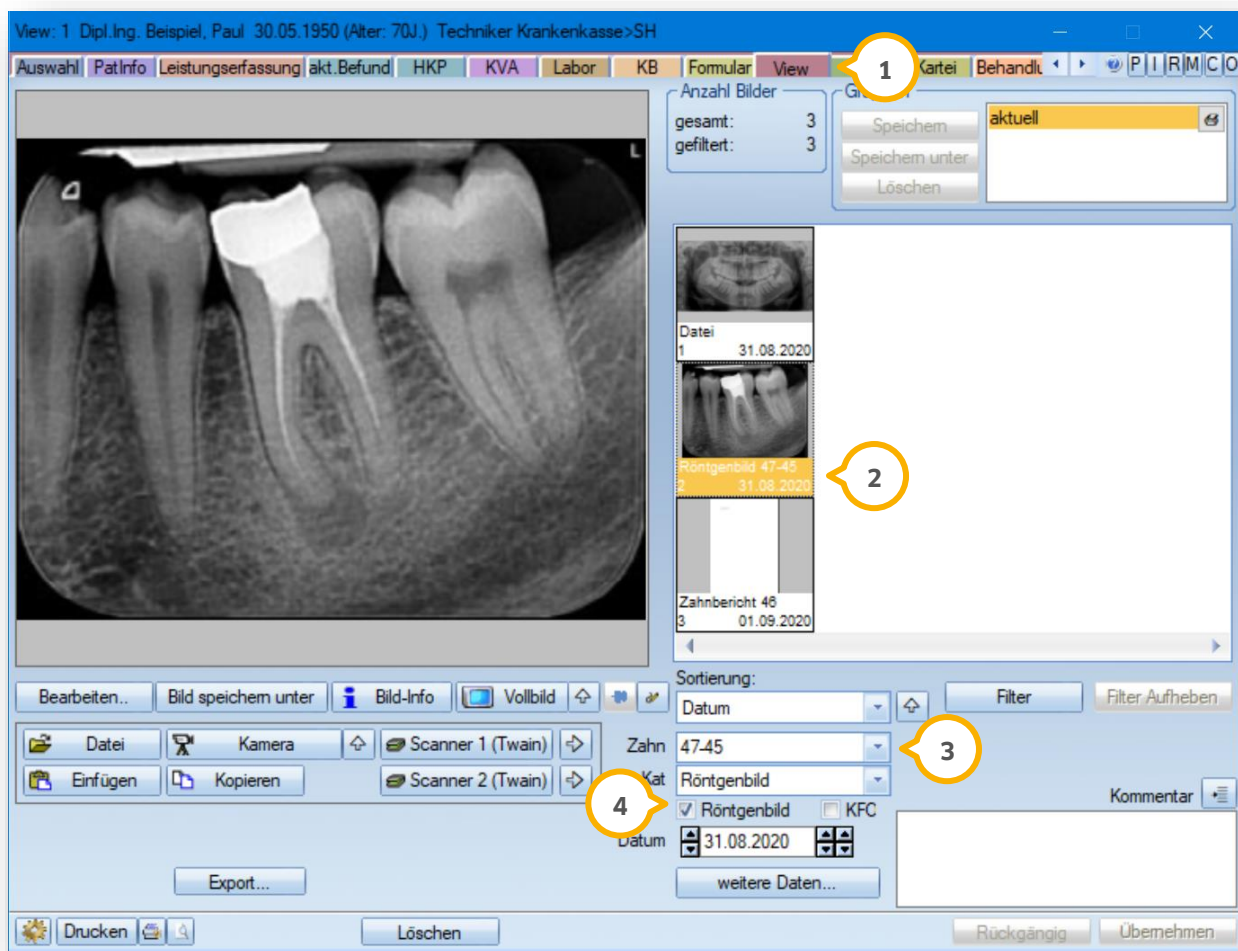 View: 1 Dipl.Ing. Beispiel, Paul 30.05.1950 (Alter: 70J.) Techniker Krankenkasse>SH
Auswahl PatInfo Leistungserfassung akt.Befund HKP KVA Labor KB Formular View Kartei Behandlu P I R M C O
1
Anzahl Bilder
gesamt: 3
gefiltert: 3
Speichern
Speichern unter
Löschen
aktuell
L
Datei
1 31.08.2020
Röntgenbild 47-45
2 31.08.2020
2
Zahnbericht 46
3 01.09.2020
Bearbeiten.. Bild speichern unter Bild-Info Vollbild
Sortierung:
Datum
Filter Filter Aufheben
Datei Kamera Scanner 1 (Twain)
Einfügen Kopieren Scanner 2 (Twain)
Zahn 47-45
3
Kat Röntgenbild
4
Röntgenbild KFO
Kommentar
Datum 31.08.2020
weitere Daten...
Export...
Drucken Löschen Rückgängig Übernehmen